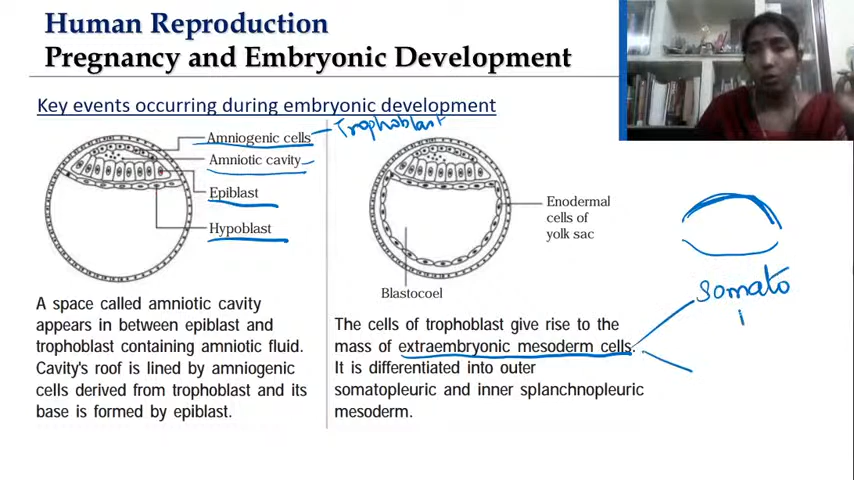 Human Reproduction
Pregnancy and Embryonic Development
Key events occurring during embryonic development
Amniogenic cells
Trophoblast
Amniotic cavity
Epiblast
Hypoblast
A space called amniotic cavity
appears in between epiblast and
trophoblast containing amniotic fluid.
Cavity's roof is lined by amniogenic
cells derived from trophoblast and its
base is formed by epiblast.
Enodermal
cells of
yolk sac
Blastocoel
The cells of trophoblast give rise to the
mass of extraembryonic mesoderm cells.
It is differentiated into outer
somatopleuric and inner splanchnopleuric
mesoderm.
Somato